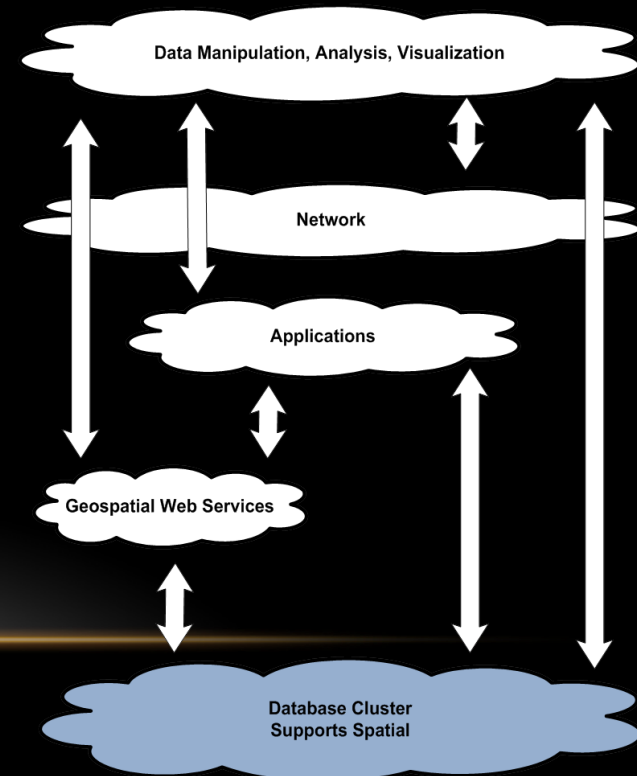 Data Manipulation, Analysis, Visualization
Network
Applications
Geospatial Web Services
Database Cluster
Supports Spatial